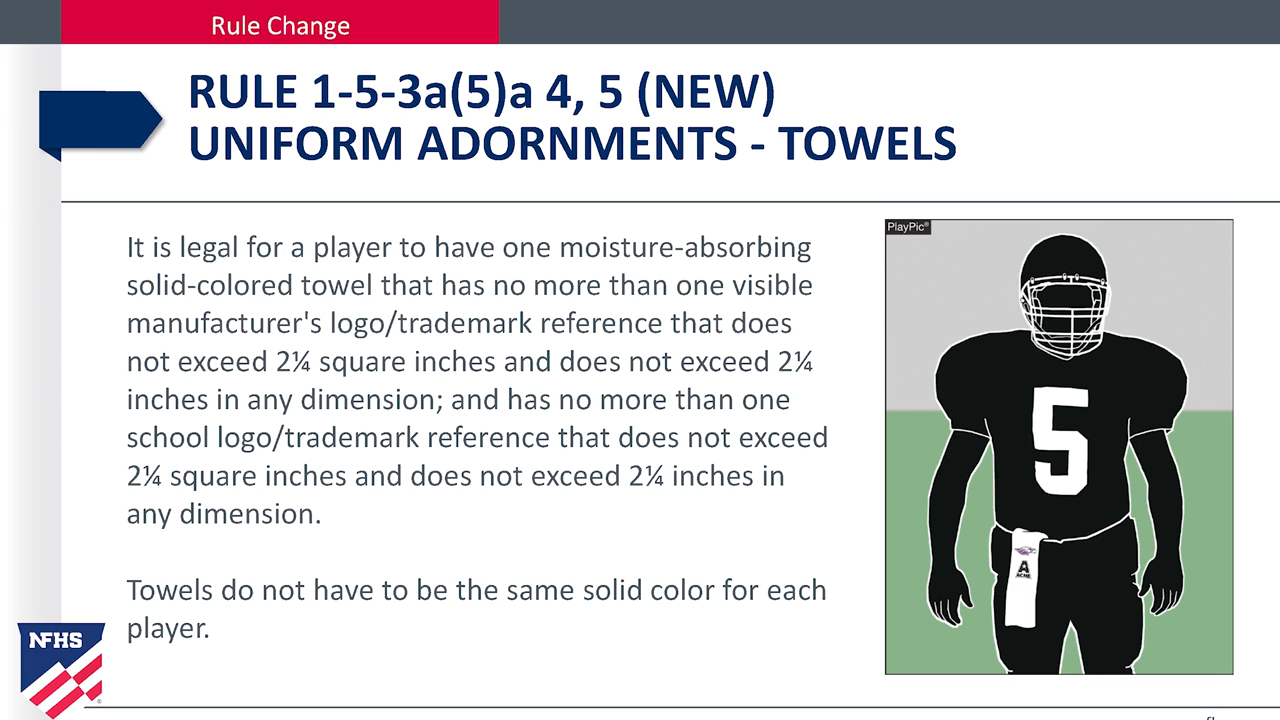 Rule Change
RULE 1-5-3a(5)a 4, 5 (NEW)
UNIFORM ADORNMENTS - TOWELS
It is legal for a player to have one moisture-absorbing
solid-colored towel that has no more than one visible
manufacturer's logo/trademark reference that does
not exceed 2¼ square inches and does not exceed 2¼
inches in any dimension; and has no more than one
school logo/trademark reference that does not exceed
2¼ square inches and does not exceed 2¼ inches in
any dimension.
Towels do not have to be the same solid color for each
player.
PlayPic®
5
A
ACME
NFHS
®